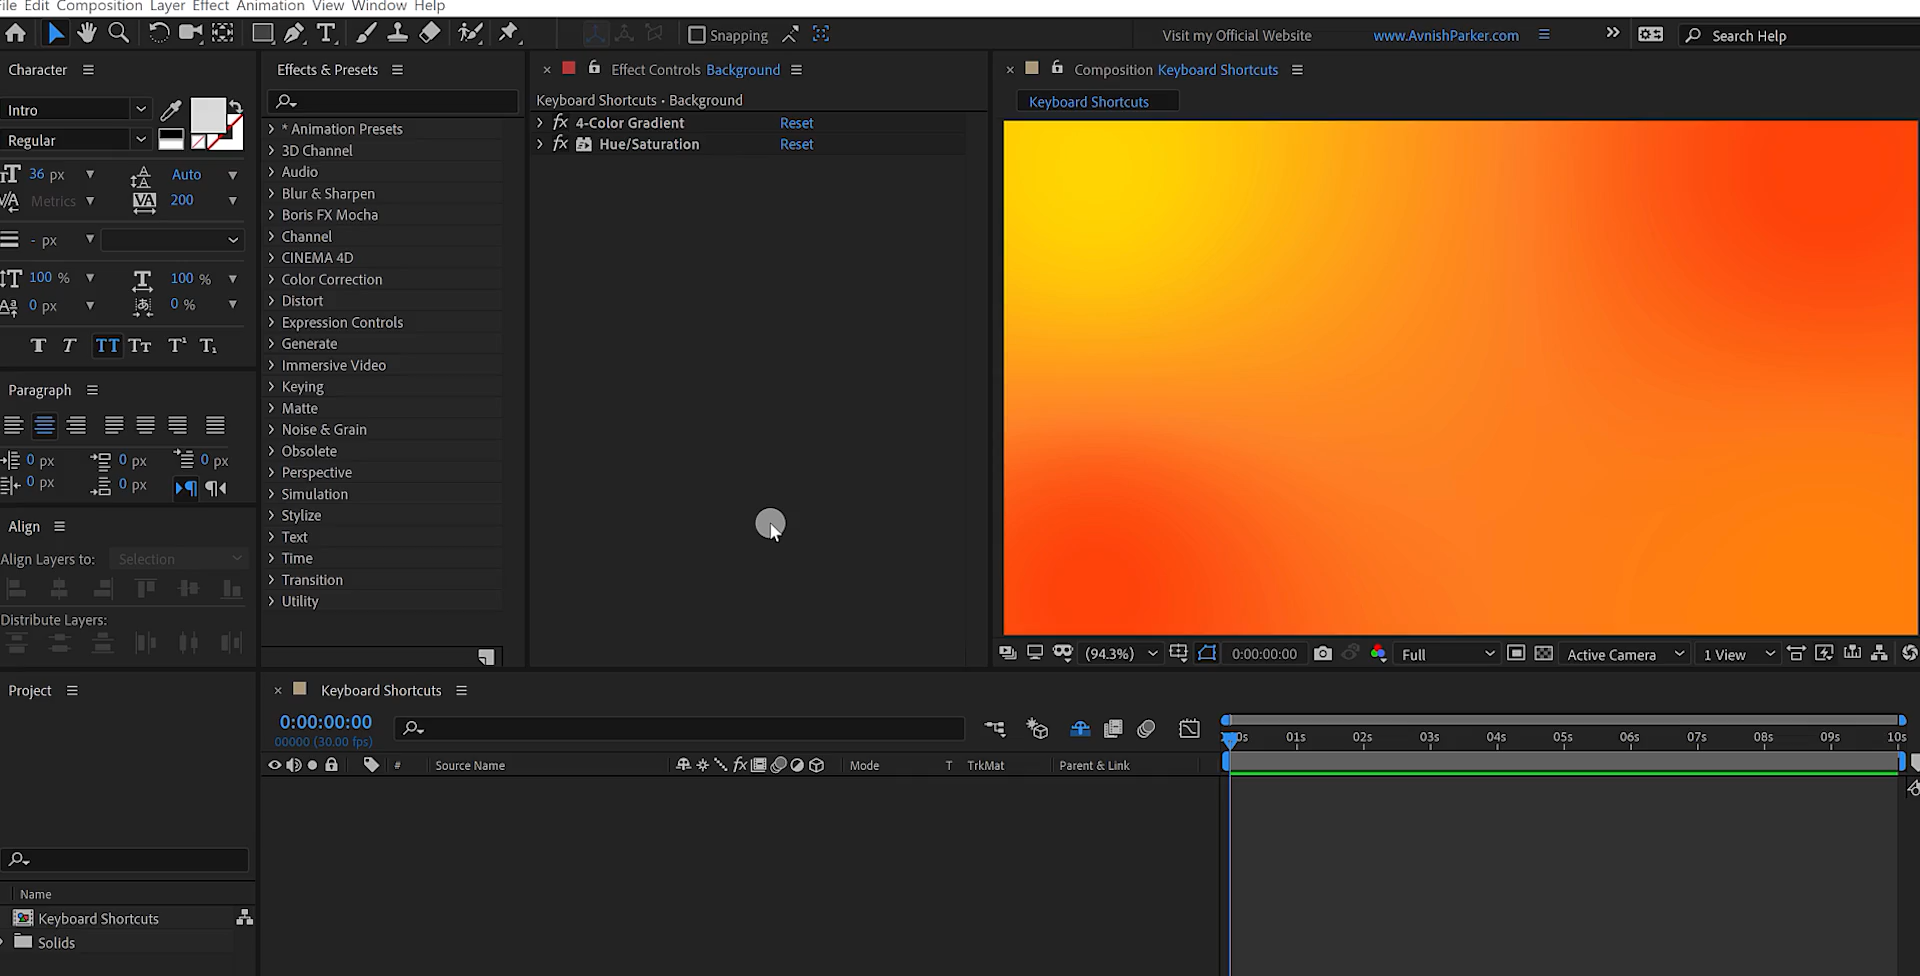 File Edit Composition Layer Effect Animation View Window Help
Snapping
Visit my Official Website
www.AvnishParker.com
Search Help
Character
Intro
Regular
36 px
Auto
Metrics
200
- px
100 %
100 %
0 px
0 %
Paragraph
0 px
0 px
0 px
0 px
0 px
Align
Align Layers to: Selection
Distribute Layers:
Effects & Presets
* Animation Presets
3D Channel
Audio
Blur & Sharpen
Boris FX Mocha
Channel
CINEMA 4D
Color Correction
Distort
Expression Controls
Generate
Immersive Video
Keying
Matte
Noise & Grain
Obsolete
Perspective
Simulation
Stylize
Text
Time
Transition
Utility
Effect Controls Background
Keyboard Shortcuts • Background
fx 4-Color Gradient Reset
fx Hue/Saturation Reset
Composition Keyboard Shortcuts
Keyboard Shortcuts
(94.3%) 0:00:00:00 Full Active Camera 1 View
Project
Name
Keyboard Shortcuts
Solids
Keyboard Shortcuts
0:00:00:00
00000 (30.00 fps)
# Source Name fx Mode T TrkMat Parent & Link
01s 02s 03s 04s 05s 06s 07s 08s 09s 10s